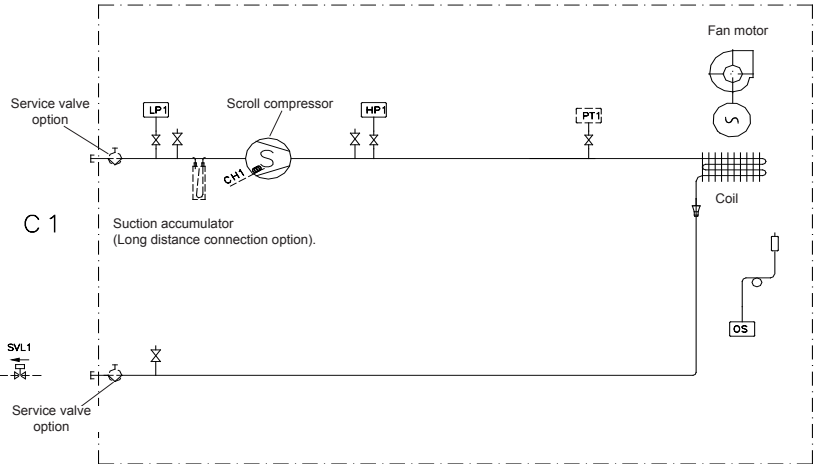 Fan motor
Service valve
option
LP1
Scroll compressor
HP1
PT1
CH1
Coil
C 1
Suction accumulator
(Long distance connection option).
OS
SVL1
Service valve
option